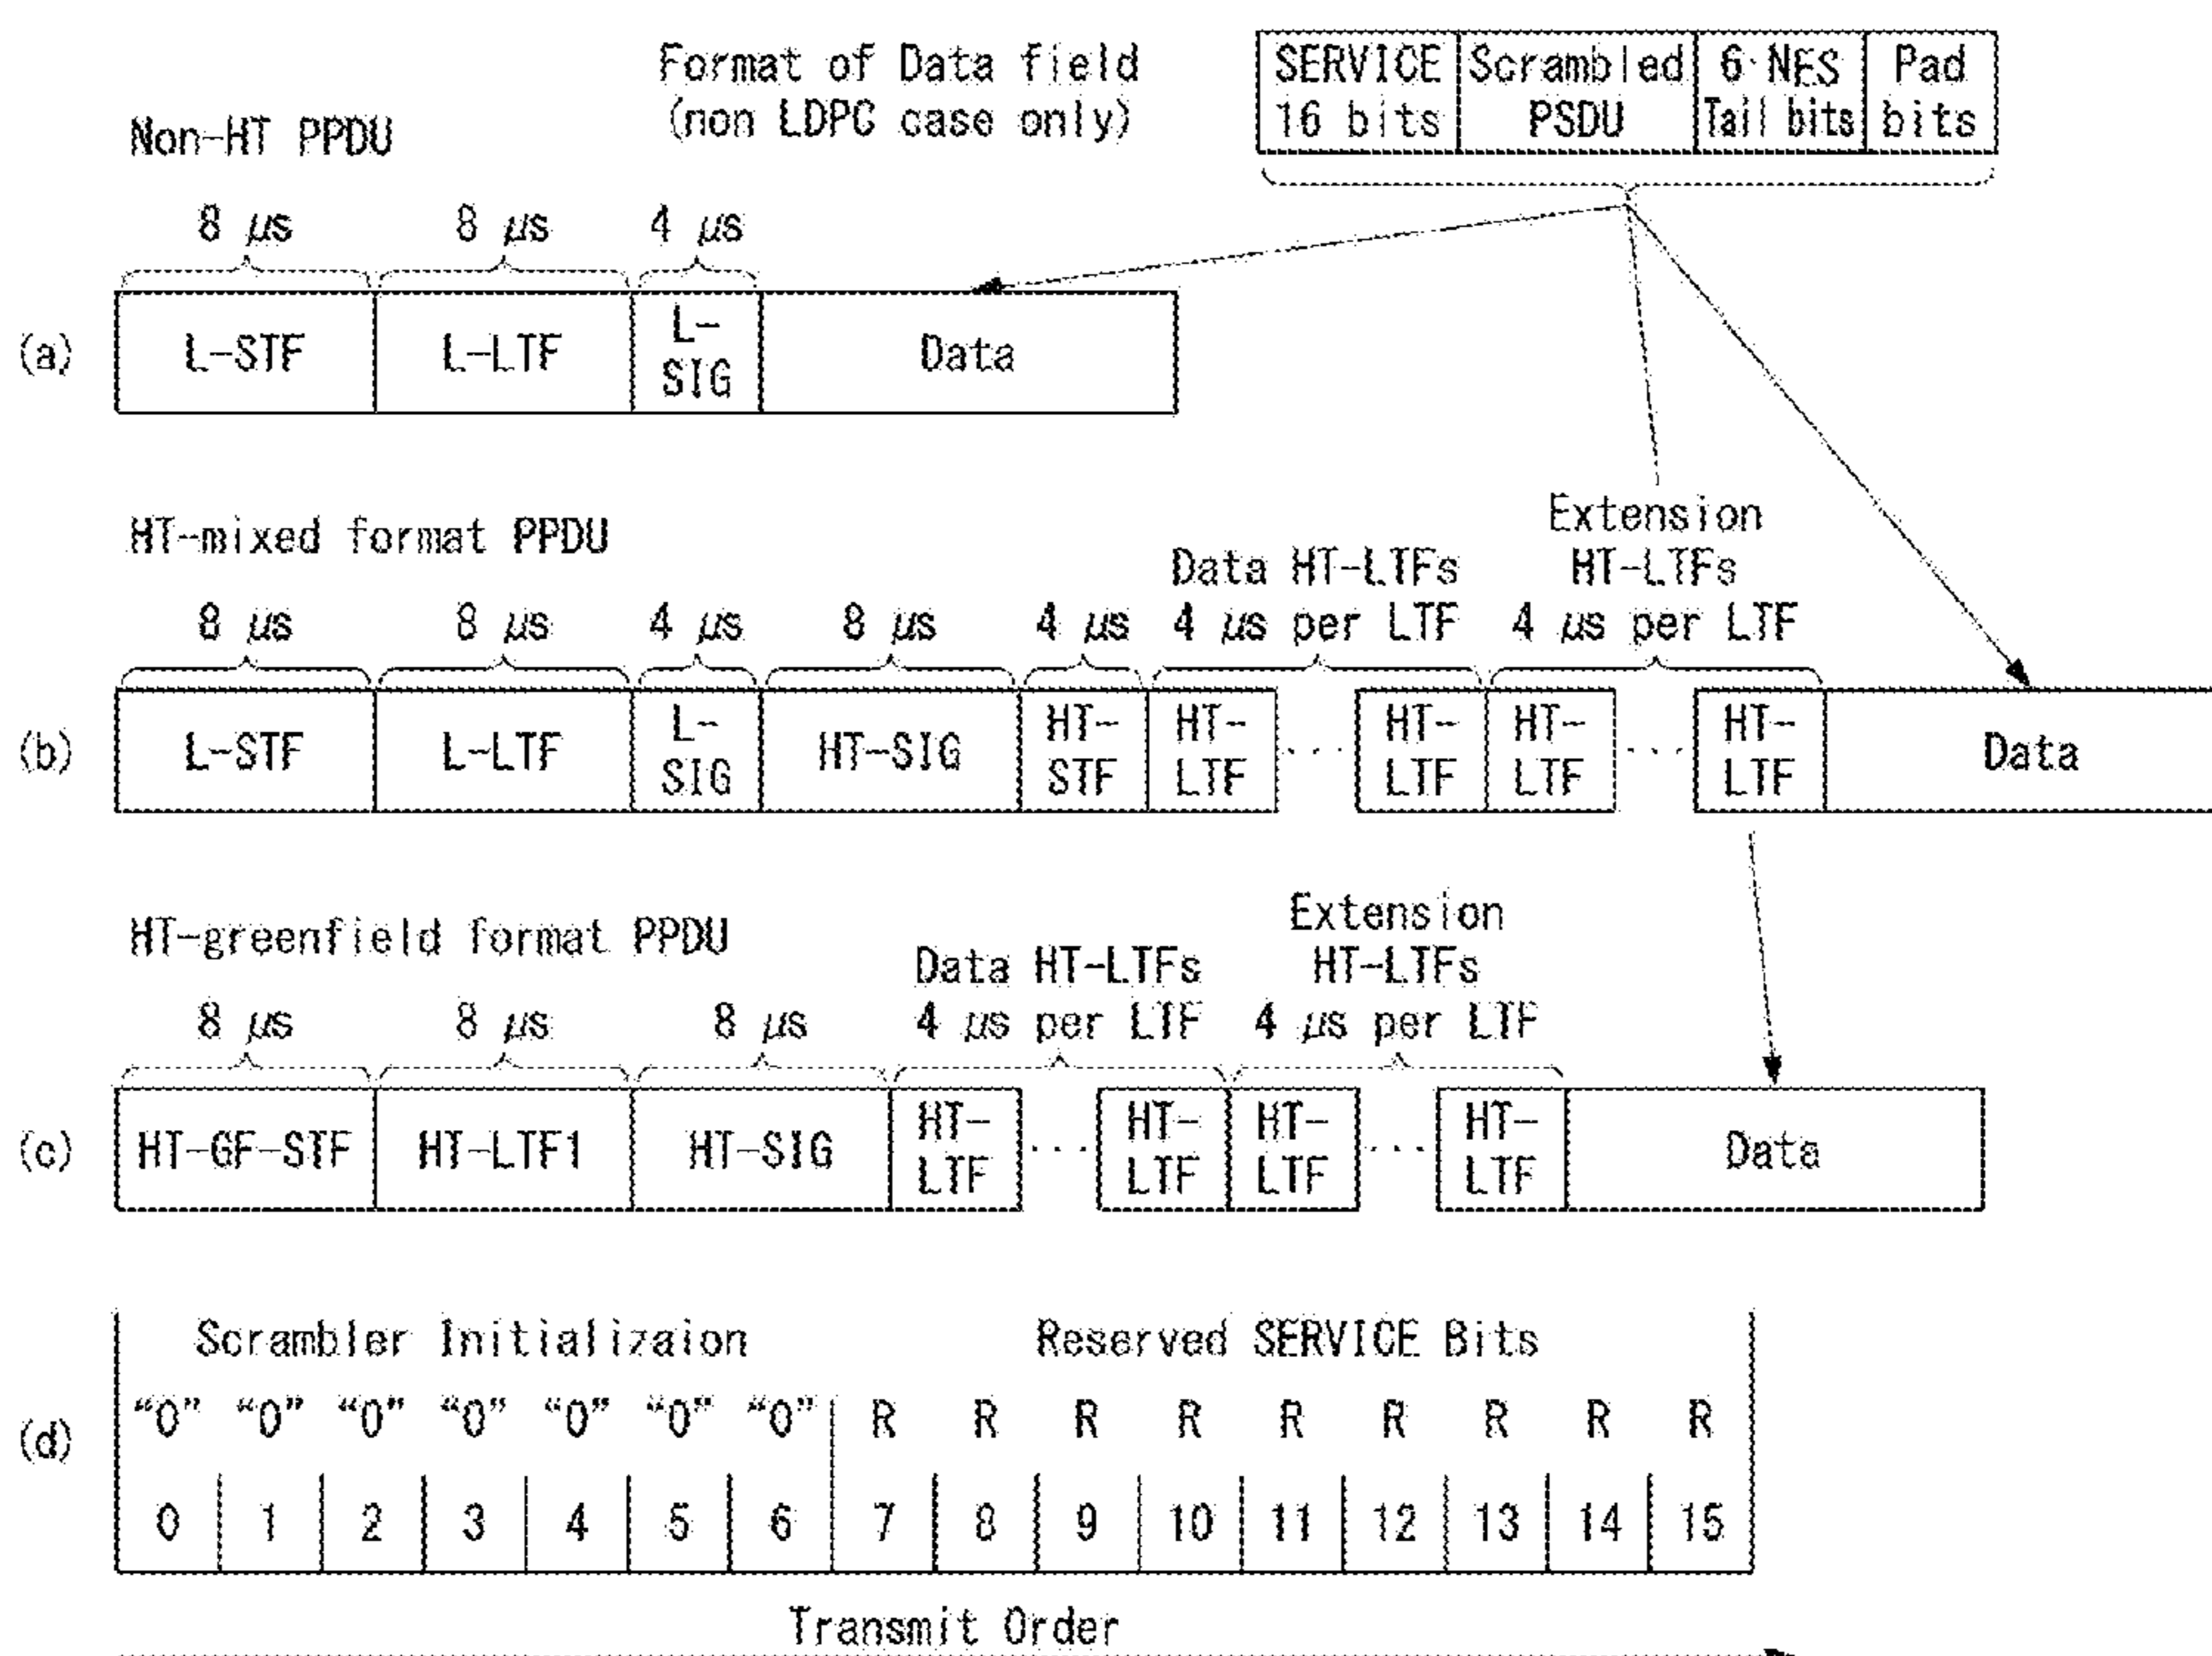 Format of Data field
(non LDPC case only)
SERVICE
16 bits
Scrambled
PSDU
6·NES
Tail bits
Pad
bits
Non-HT PPDU
8 μs
8 μs
4 μs
(a)
L-STF
L-LTF
L-
SIG
Data
HT-mixed format PPDU
Data HT-LTFs
Extension
HT-LTFs
8 μs
8 μs
4 μs
8 μs
4 μs
4 μs per LTF
4 μs per LTF
(b)
L-STF
L-LTF
L-
SIG
HT-SIG
HT-
STF
HT-
LTF
...
HT-
LTF
HT-
LTF
...
HT-
LTF
Data
HT-greenfield format PPDU
Data HT-LTFs
Extension
HT-LTFs
8 μs
8 μs
8 μs
4 μs per LTF
4 μs per LTF
(c)
HT-GF-STF
HT-LTF1
HT-SIG
HT-
LTF
...
HT-
LTF
HT-
LTF
...
HT-
LTF
Data
Scrambler Initializaion
Reserved SERVICE Bits
(d)
“0” “0” “0” “0” “0” “0” “0” R R R R R R R R R
0 1 2 3 4 5 6 7 8 9 10 11 12 13 14 15
Transmit Order